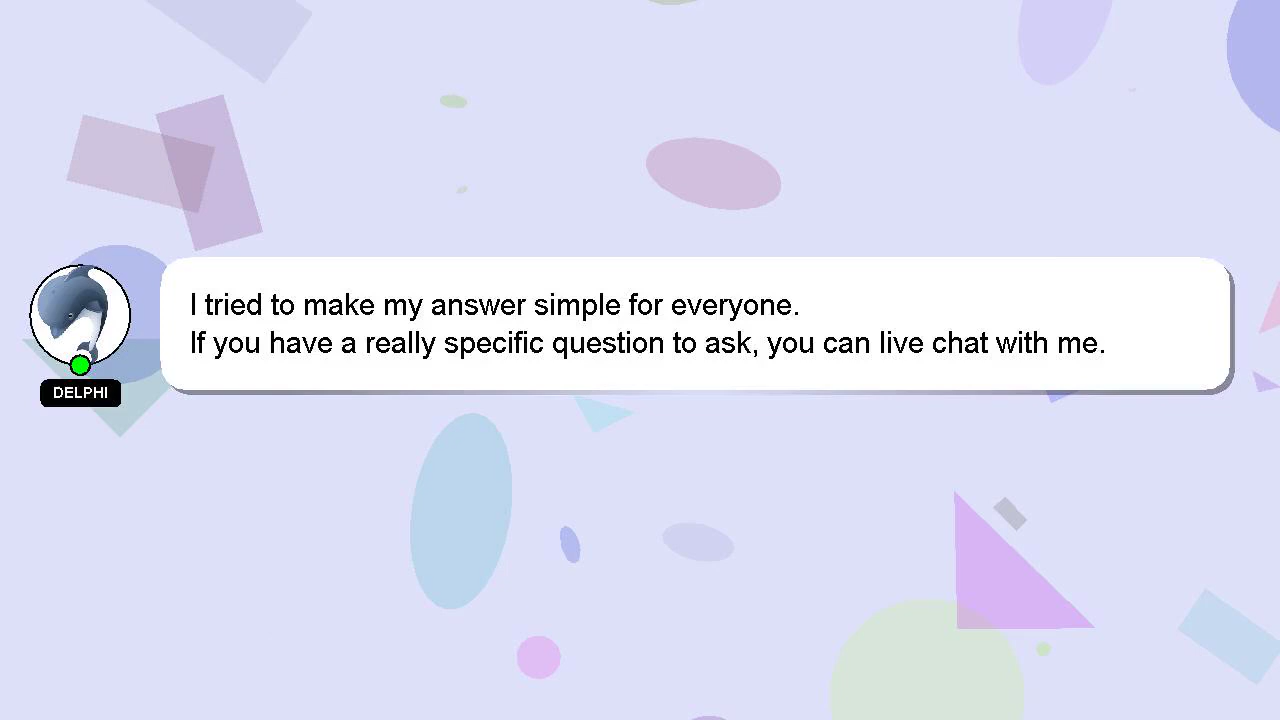 I tried to make my answer simple for everyone.
If you have a really specific question to ask, you can live chat with me.
DELPHI